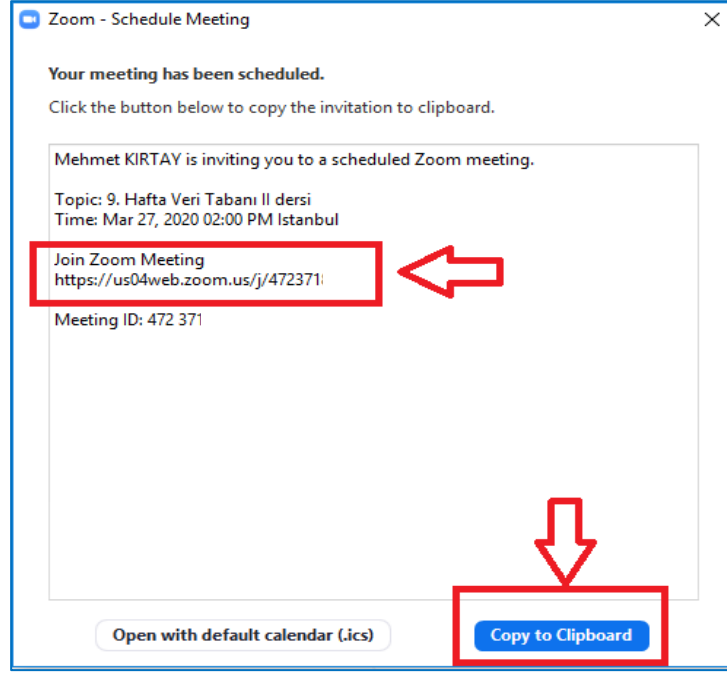 Zoom - Schedule Meeting
Your meeting has been scheduled.
Click the button below to copy the invitation to clipboard.
Mehmet KIRTAY is inviting you to a scheduled Zoom meeting.
Topic: 9. Hafta Veri Tabanı II dersi
Time: Mar 27, 2020 02:00 PM Istanbul
Join Zoom Meeting
https://us04web.zoom.us/j/472371
Meeting ID: 472 371
Open with default calendar (.ics)
Copy to Clipboard